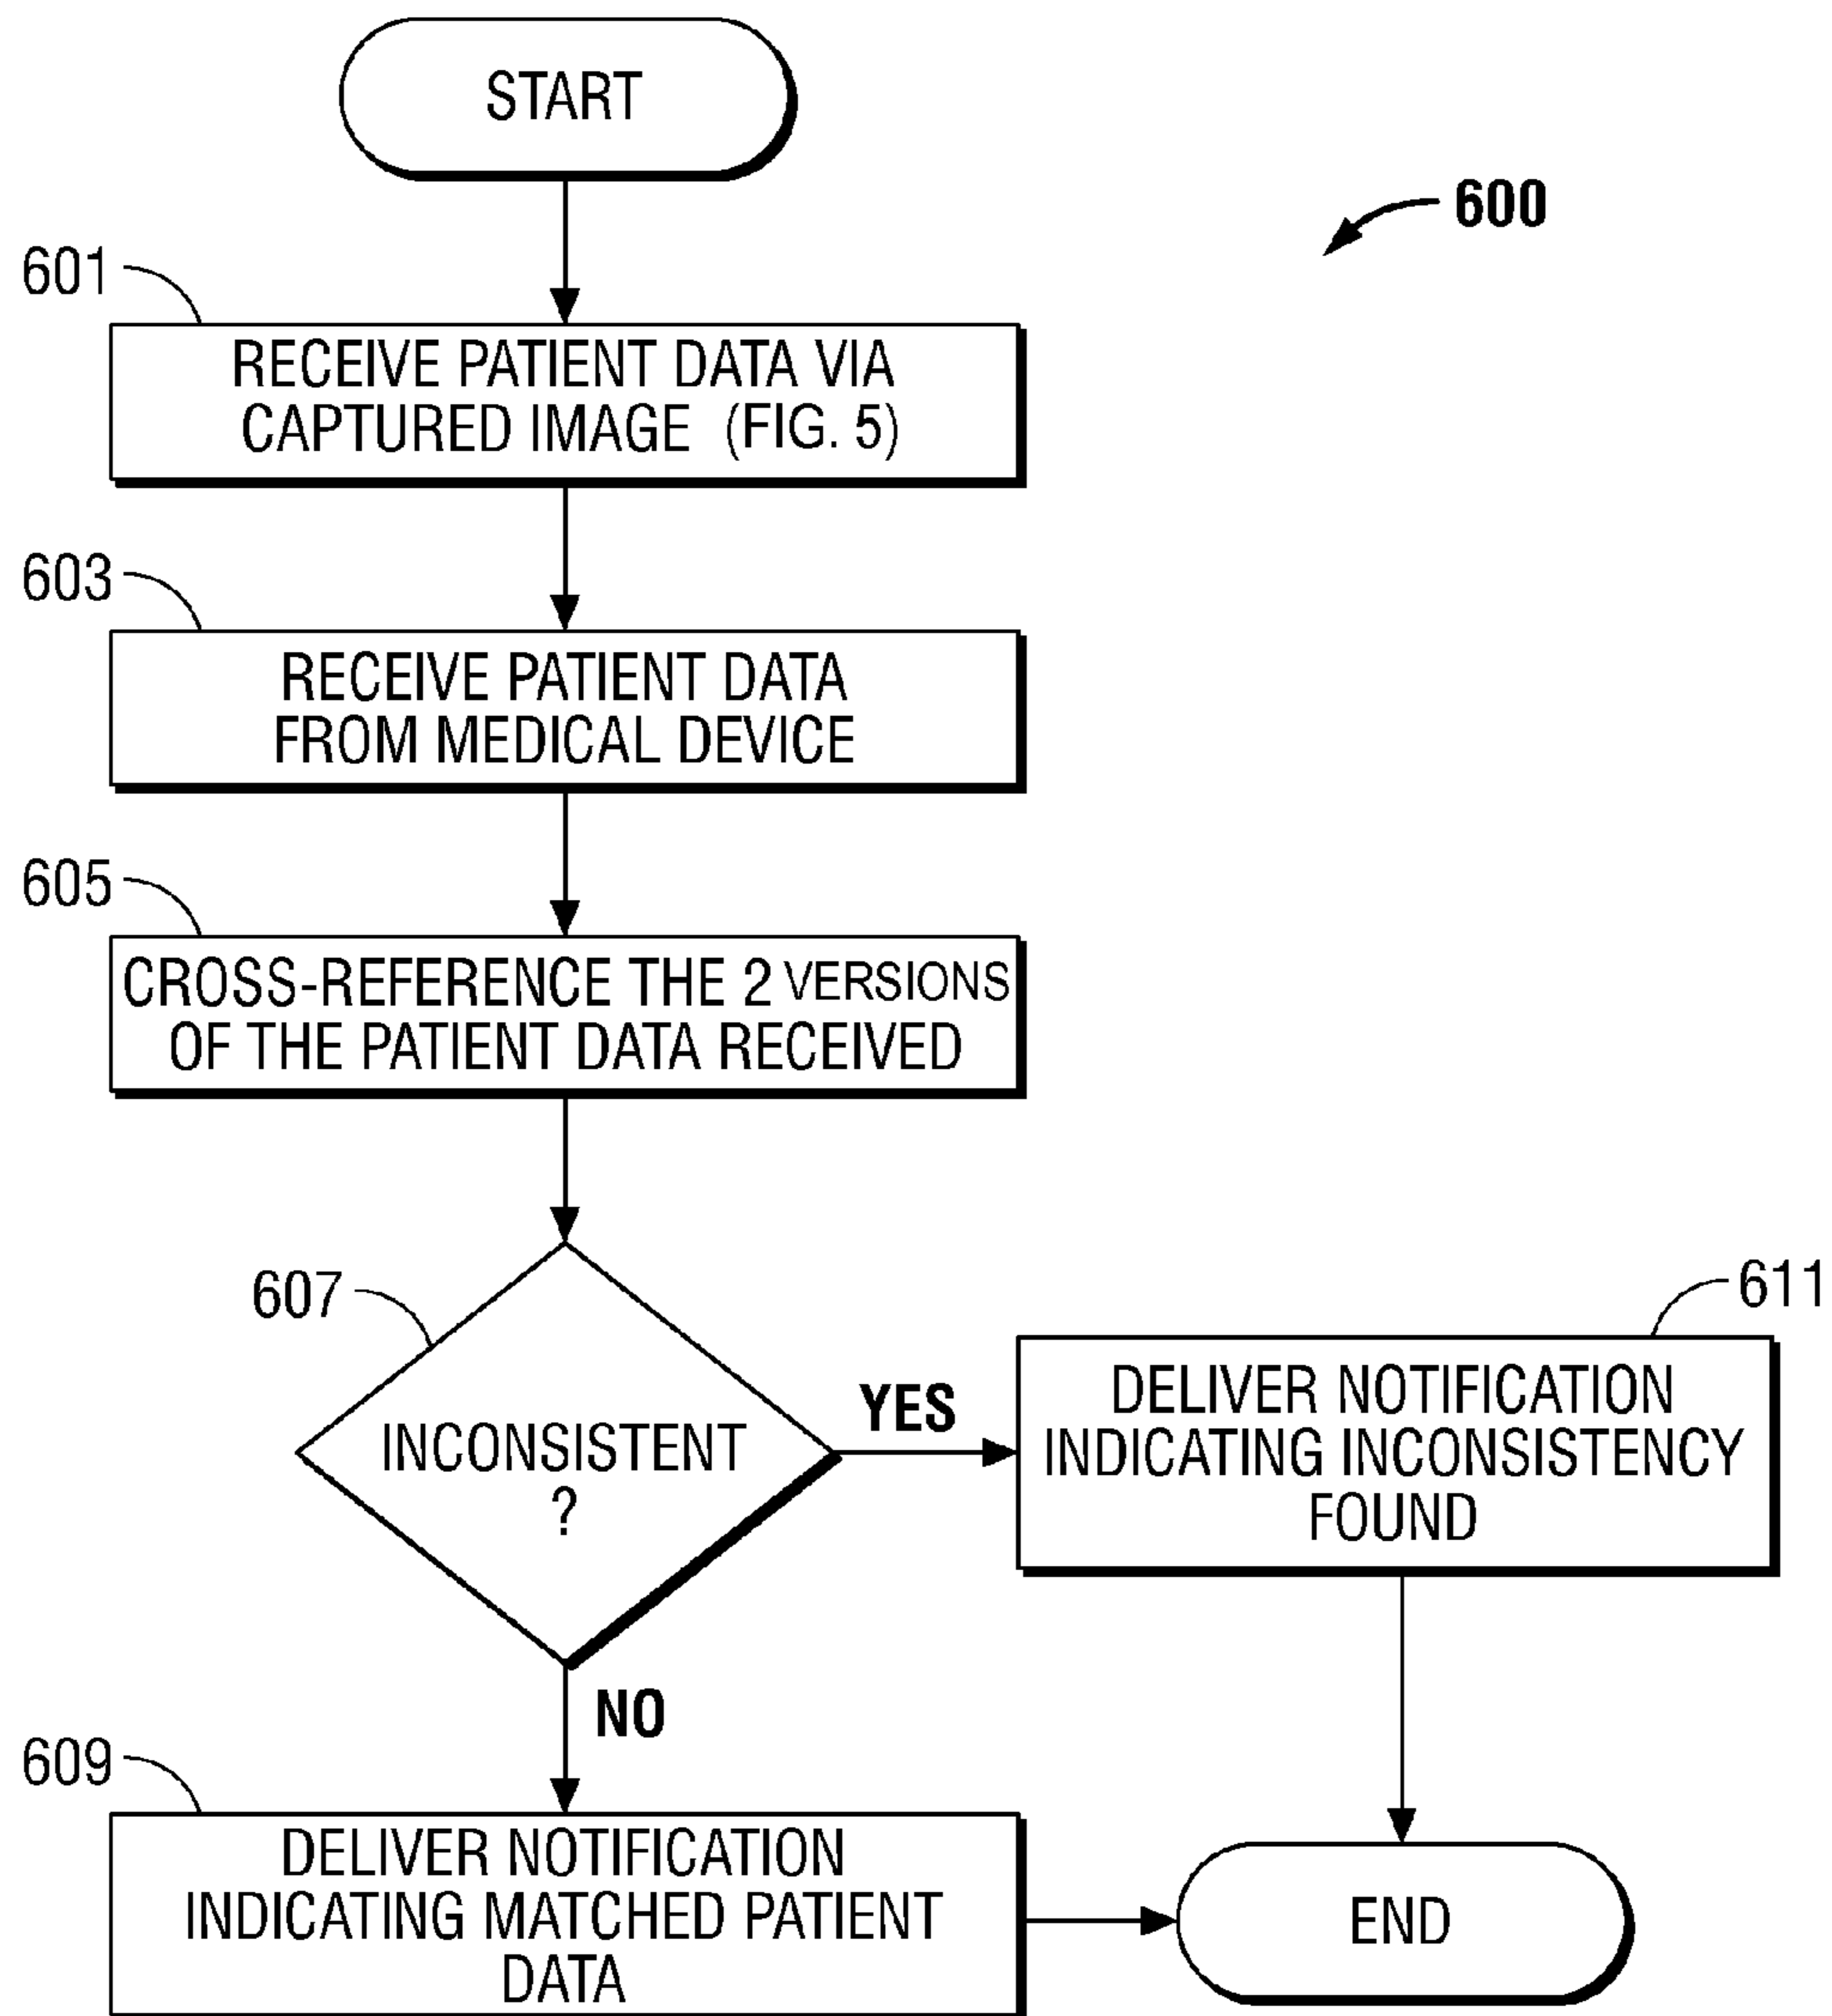 START
600
601
RECEIVE PATIENT DATA VIA
CAPTURED IMAGE (FIG. 5)
603
RECEIVE PATIENT DATA
FROM MEDICAL DEVICE
605
CROSS-REFERENCE THE 2 VERSIONS
OF THE PATIENT DATA RECEIVED
607
INCONSISTENT
?
YES
611
DELIVER NOTIFICATION
INDICATING INCONSISTENCY
FOUND
NO
609
DELIVER NOTIFICATION
INDICATING MATCHED PATIENT
DATA
END